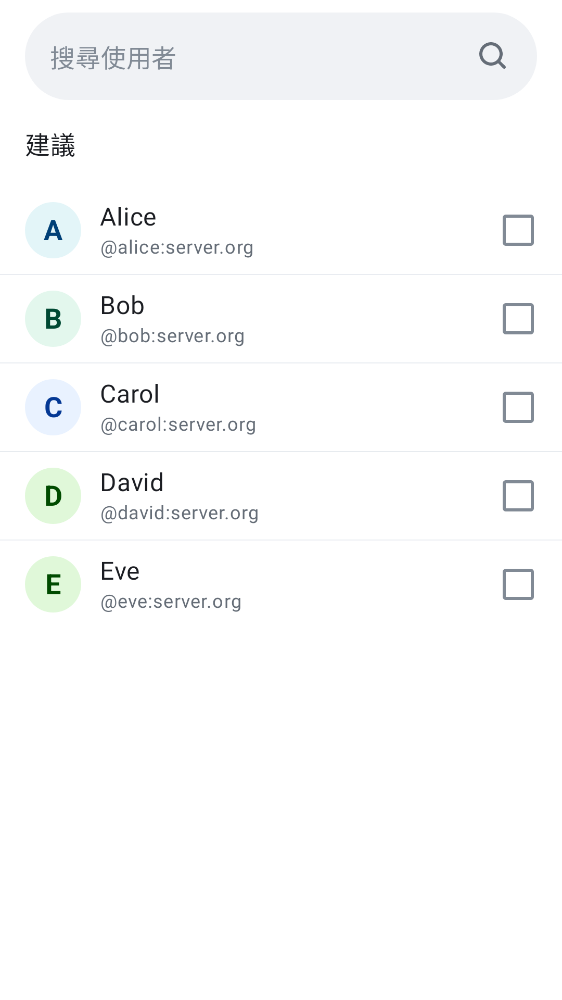 搜尋使用者
建議
A
Alice
@alice:server.org
B
Bob
@bob:server.org
C
Carol
@carol:server.org
D
David
@david:server.org
E
Eve
@eve:server.org